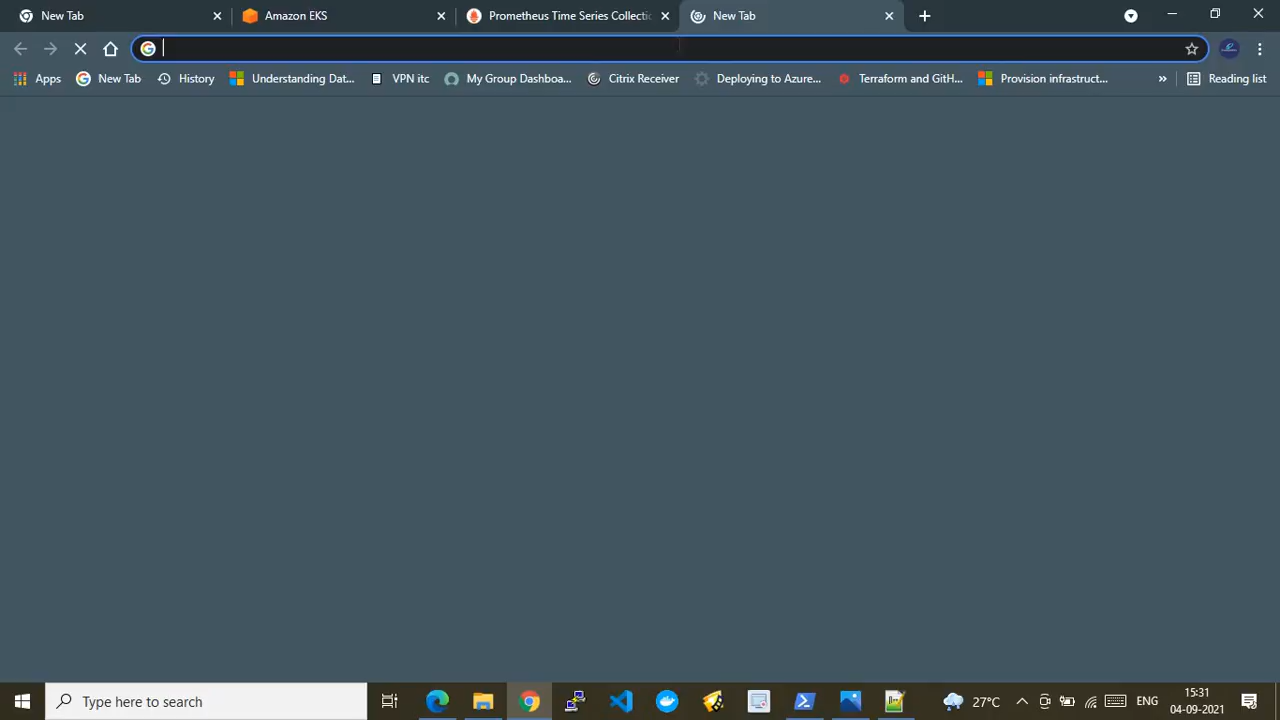 New Tab
Amazon EKS
Prometheus Time Series Collectic
New Tab
Apps
New Tab
History
Understanding Dat...
VPN itc
My Group Dashboa...
Citrix Receiver
Deploying to Azure...
Terraform and GitH...
Provision infrastruct...
»
Reading list
Type here to search
27°C
ENG
15:31
04-09-2021